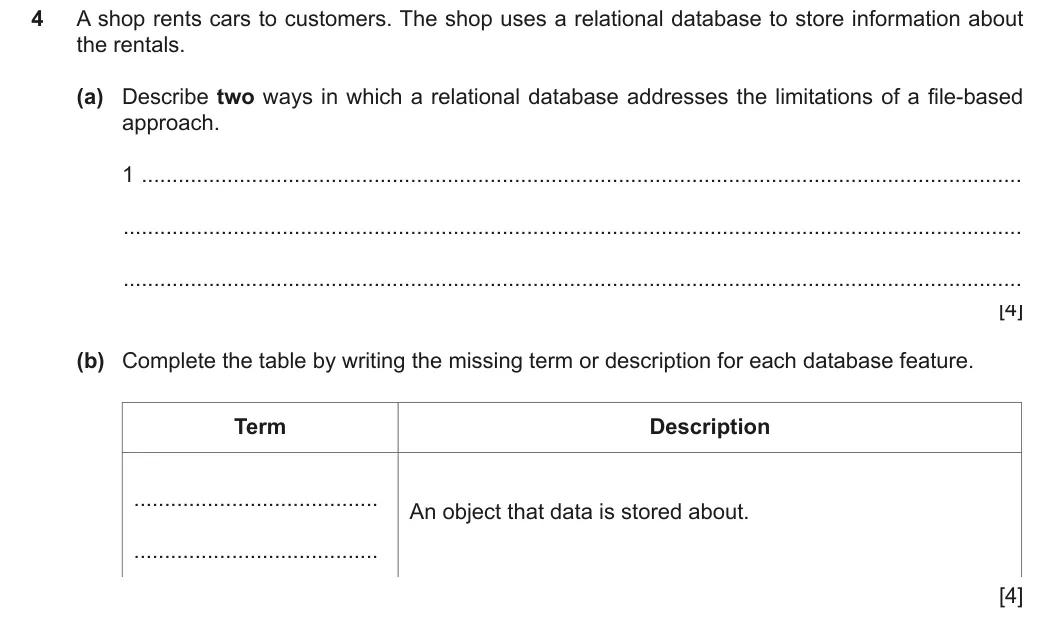 4 A shop rents cars to customers. The shop uses a relational database to store information about
the rentals.
(a) Describe two ways in which a relational database addresses the limitations of a file-based
approach.
1 ..........................................................................................................................................
..........................................................................................................................................
..........................................................................................................................................
[4]
(b) Complete the table by writing the missing term or description for each database feature.
Term Description
.......................................
An object that data is stored about.
.......................................
[4]